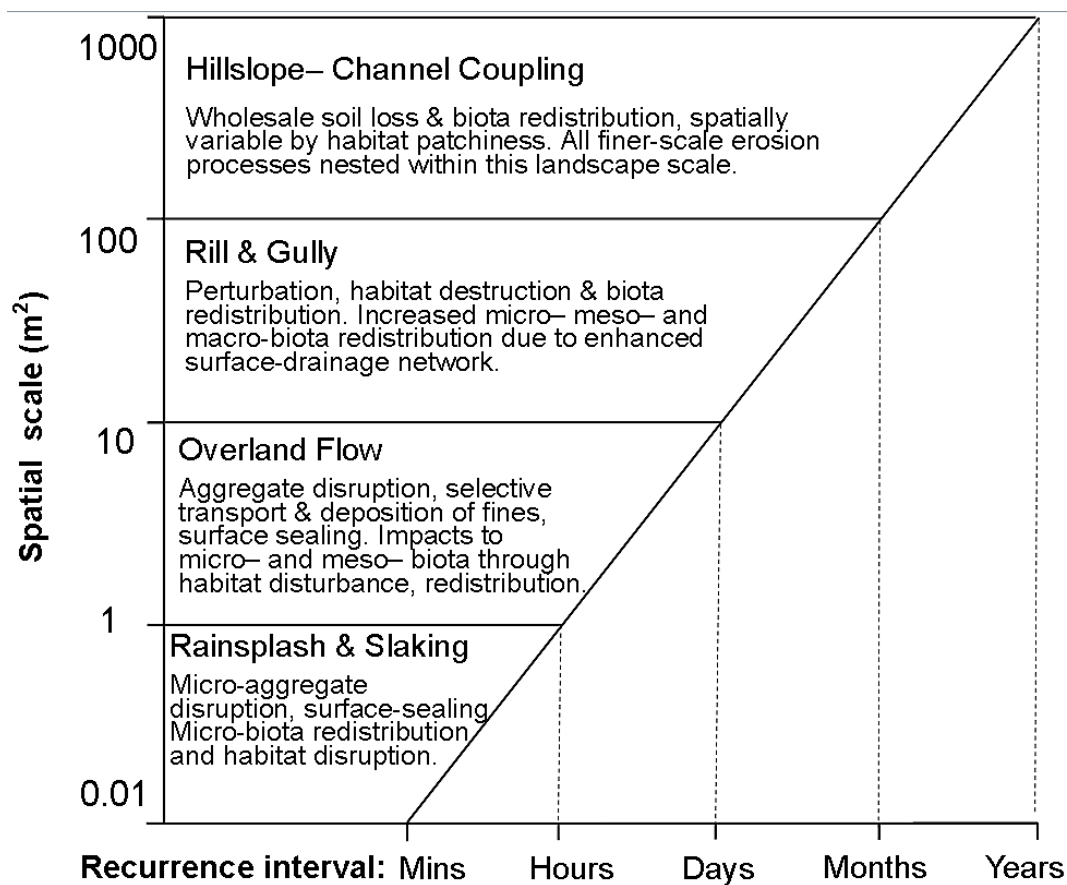 1000
Hillslope– Channel Coupling
Wholesale soil loss & biota redistribution, spatially
variable by habitat patchiness. All finer-scale erosion
processes nested within this landscape scale.
100
Rill & Gully
Perturbation, habitat destruction & biota
redistribution. Increased micro– meso– and
macro-biota redistribution due to enhanced
surface-drainage network.
10
Overland Flow
Aggregate disruption, selective
transport & deposition of fines,
surface sealing. Impacts to
micro– and meso– biota through
habitat disturbance, redistribution.
1
Rainsplash & Slaking
Micro-aggregate
disruption, surface-sealing
Micro-biota redistribution
and habitat disruption.
0.01
Spatial scale (m²)
Recurrence interval: Mins Hours Days Months Years